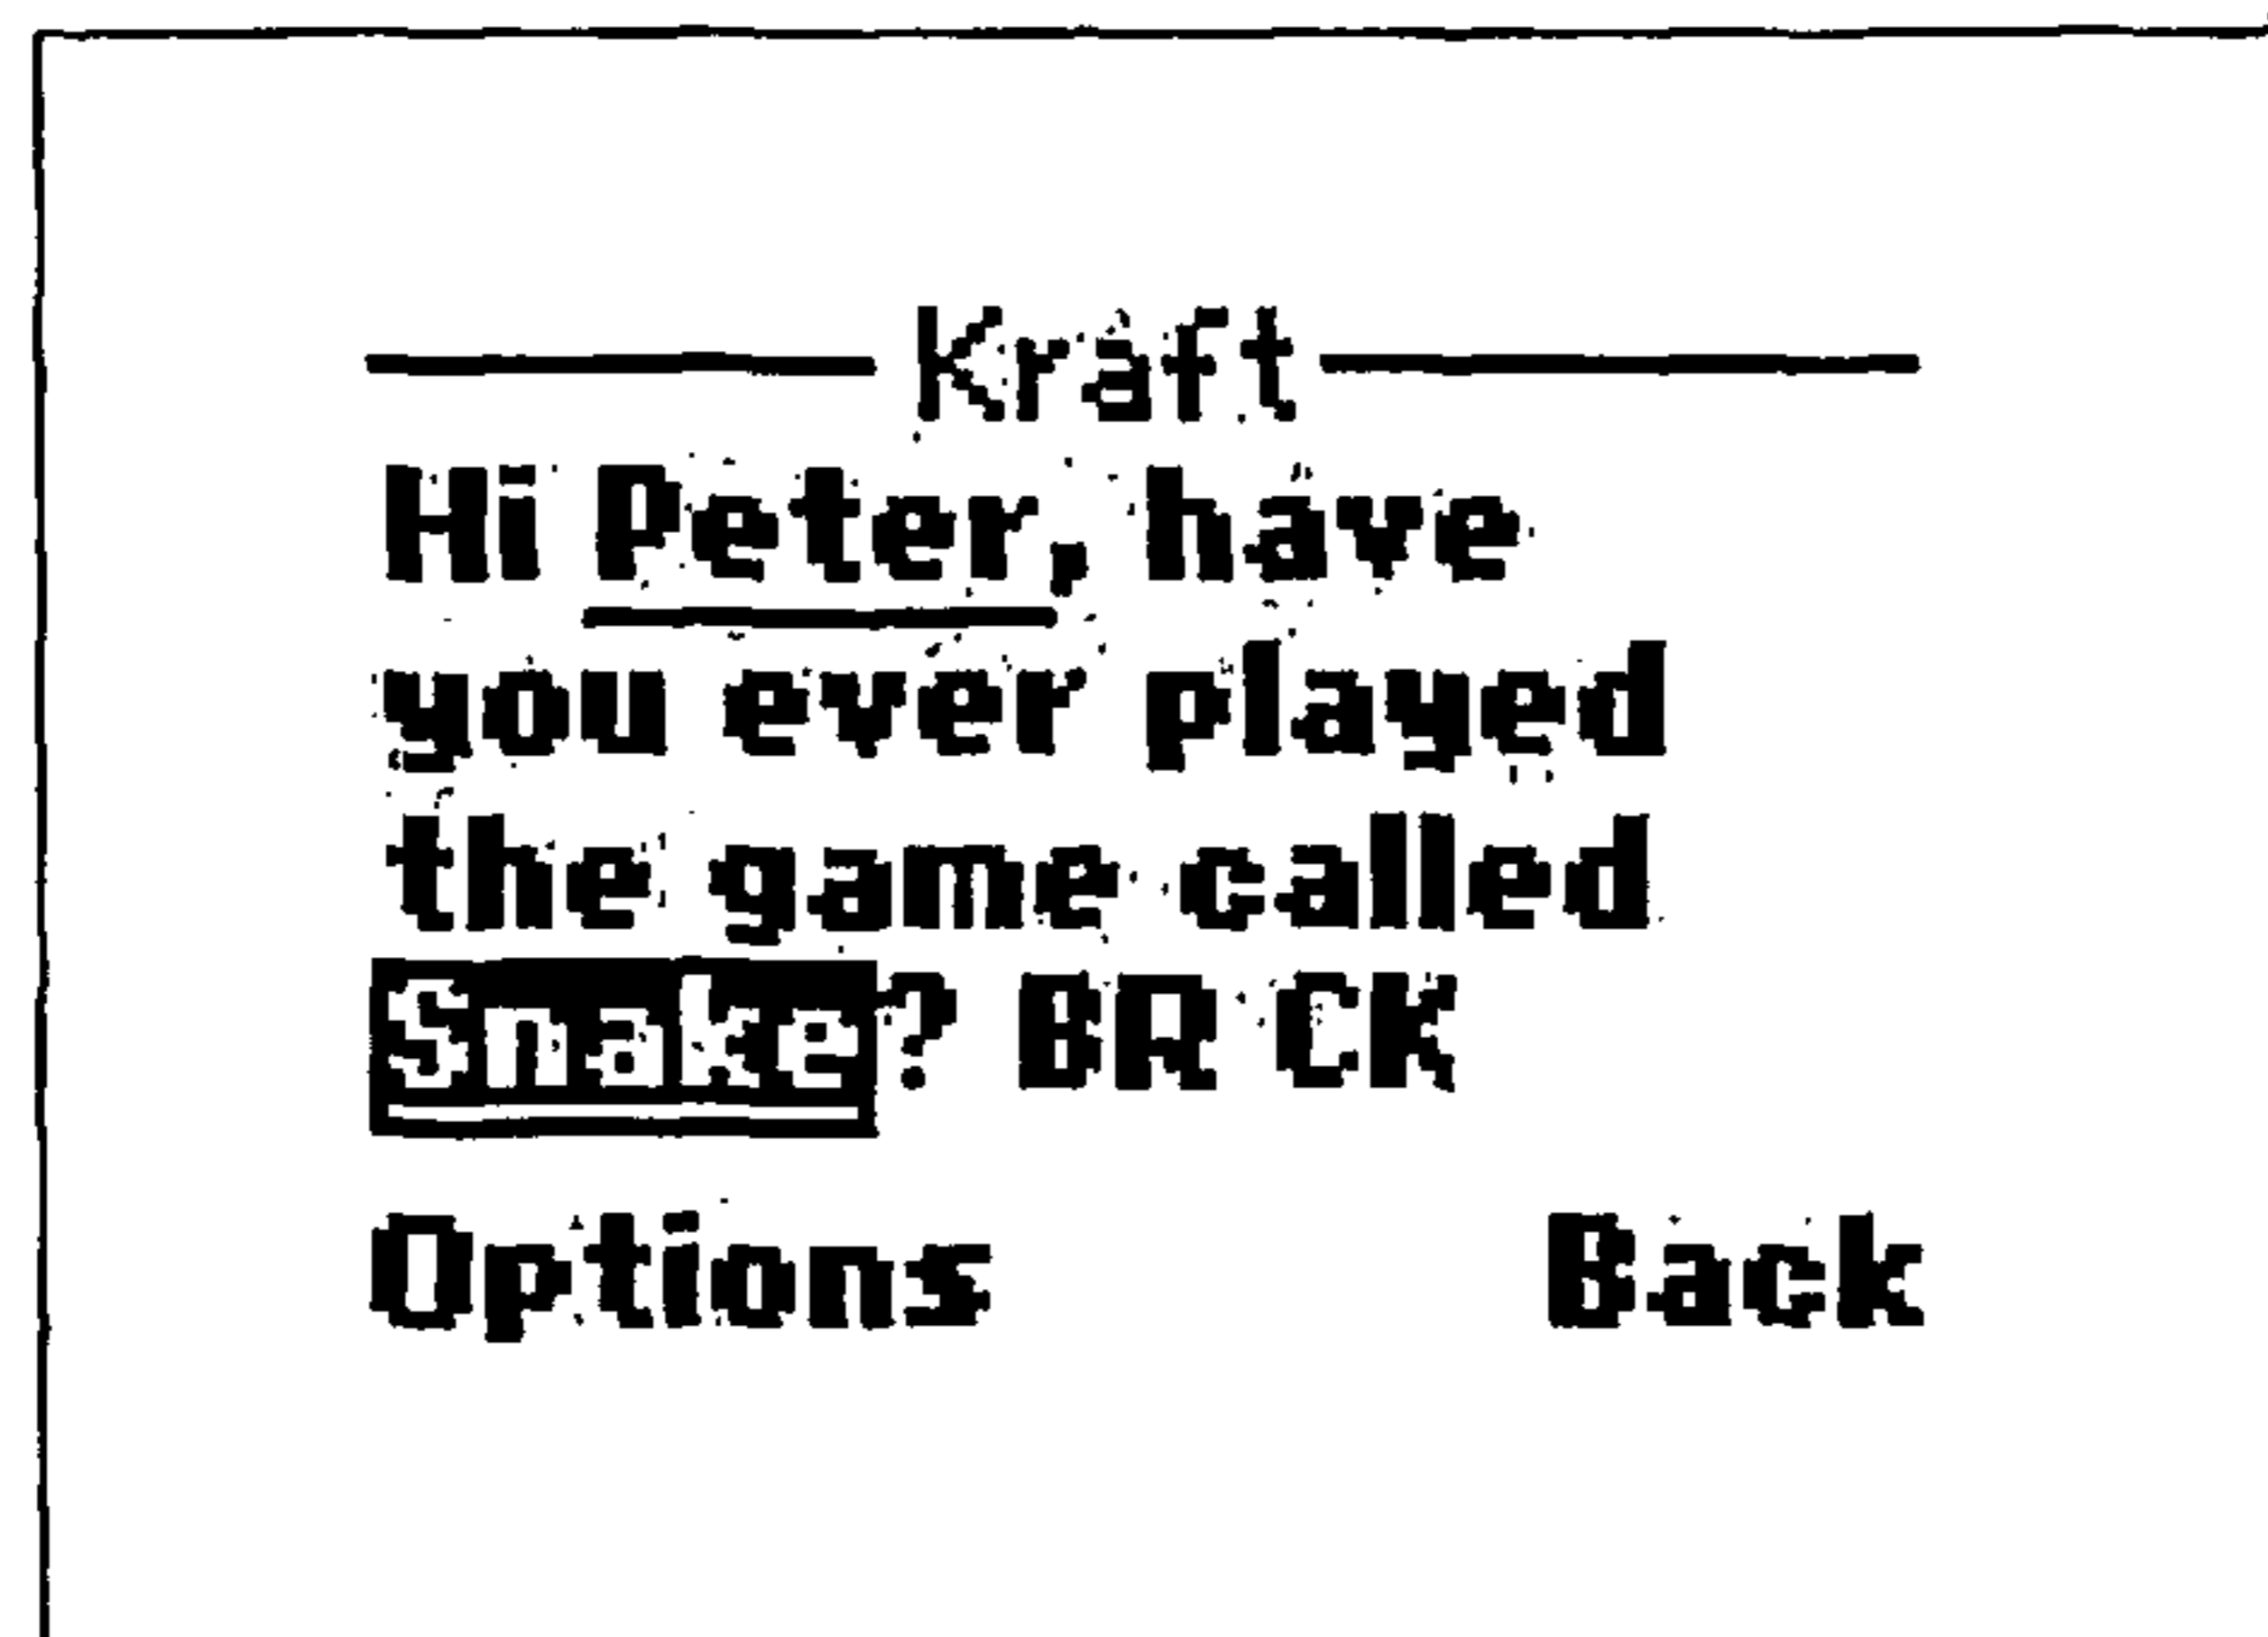 Kraft
Hi Peter, have
you ever played
the game called
Snake? BR CK
Options Back